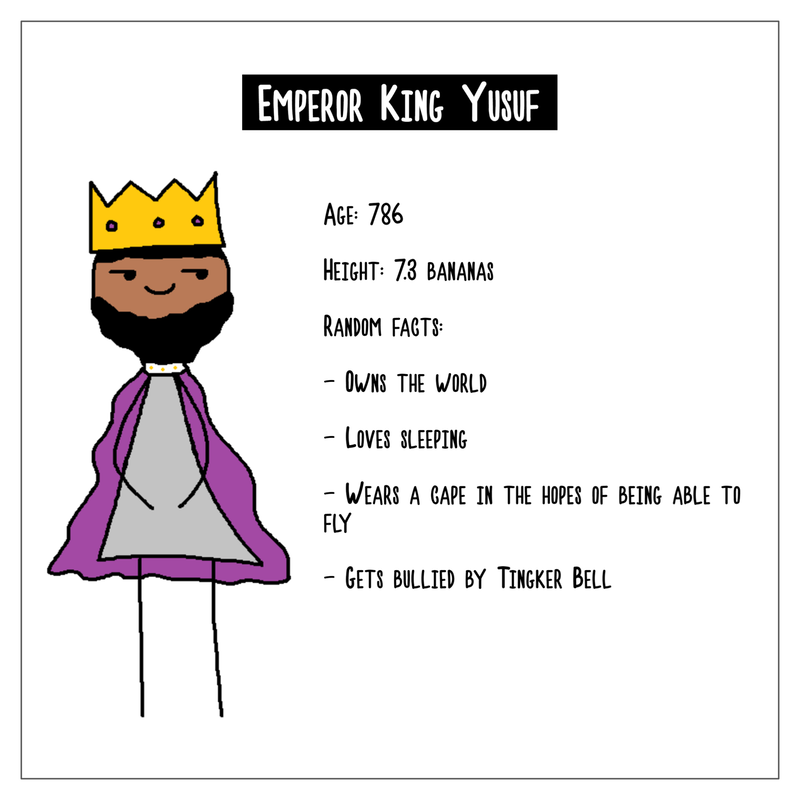 Emperor King Yusuf
Age: 786
Height: 7.3 bananas
Random facts:
- Owns the world
- Loves sleeping
- Wears a cape in the hopes of being able to
fly
- Gets bullied by Tingker Bell